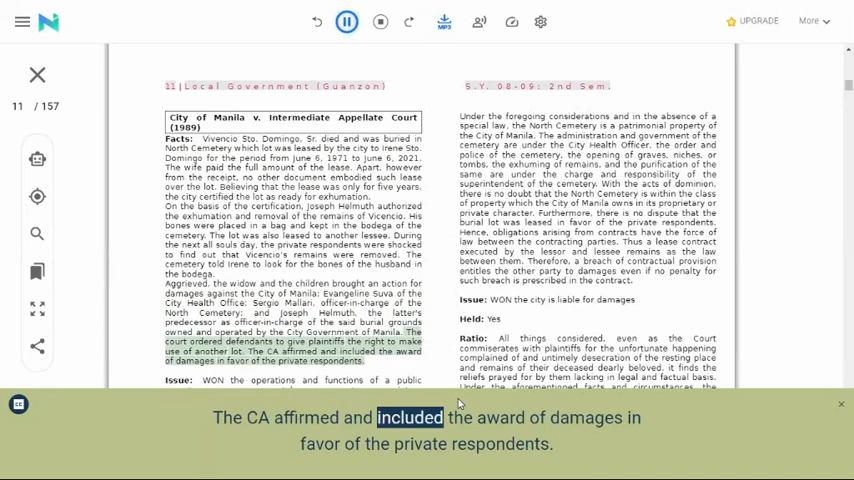 MP3
UPGRADE
More
11 / 157
11|Local Government (Guanzon)
S.Y. 08-09: 2nd Sem.
City of Manila v. Intermediate Appellate Court
(1989)
Facts: Vivencio Sto. Domingo, Sr. died and was buried in
North Cemetery which lot was leased by the city to Irene Sto.
Domingo for the period from June 6, 1971 to June 6, 2021.
The wife paid the full amount of the lease. Apart, however
from the receipt, no other document embodied such lease
over the lot. Believing that the lease was only for five years,
the city certified the lot as ready for exhumation.
On the basis of the certification, Joseph Helmuth authorized
the exhumation and removal of the remains of Vicencio. His
bones were placed in a bag and kept in the bodega of the
cemetery. The lot was also leased to another lessee. During
the next all souls day, the private respondents were shocked
to find out that Vicencio's remains were removed. The
cemetery told Irene to look for the bones of the husband in
the bodega.
Aggrieved, the widow and the children brought an action for
damages against the City of Manila; Evangeline Suva of the
City Health Office; Sergio Mallari, officer-in-charge of the
North Cemetery; and Joseph Helmuth, the latter's
predecessor as officer-in-charge of the said burial grounds
owned and operated by the City Government of Manila. The
court ordered defendants to give plaintiffs the right to make
use of another lot. The CA affirmed and included the award
of damages in favor of the private respondents.
Issue: WON the operations and functions of a public
Under the foregoing considerations and in the absence of a
special law, the North Cemetery is a patrimonial property of
the City of Manila. The administration and government of the
cemetery are under the City Health Officer, the order and
police of the cemetery, the opening of graves, niches, or
tombs, the exhuming of remains, and the purification of the
same are under the charge and responsibility of the
superintendent of the cemetery. With the acts of dominion,
there is no doubt that the North Cemetery is within the class
of property which the City of Manila owns in its proprietary or
private character. Furthermore, there is no dispute that the
burial lot was leased in favor of the private respondents.
Hence, obligations arising from contracts have the force of
law between the contracting parties. Thus a lease contract
executed by the lessor and lessee remains as the law
between them. Therefore, a breach of contractual provision
entitles the other party to damages even if no penalty for
such breach is prescribed in the contract.
Issue: WON the city is liable for damages
Held: Yes
Ratio: All things considered, even as the Court
commiserates with plaintiffs for the unfortunate happening
complained of and untimely desecration of the resting place
and remains of their deceased dearly beloved, it finds the
reliefs prayed for by them lacking in legal and factual basis.
Under the aforementioned facts and circumstances, the
CC
The CA affirmed and included the award of damages in
favor of the private respondents.